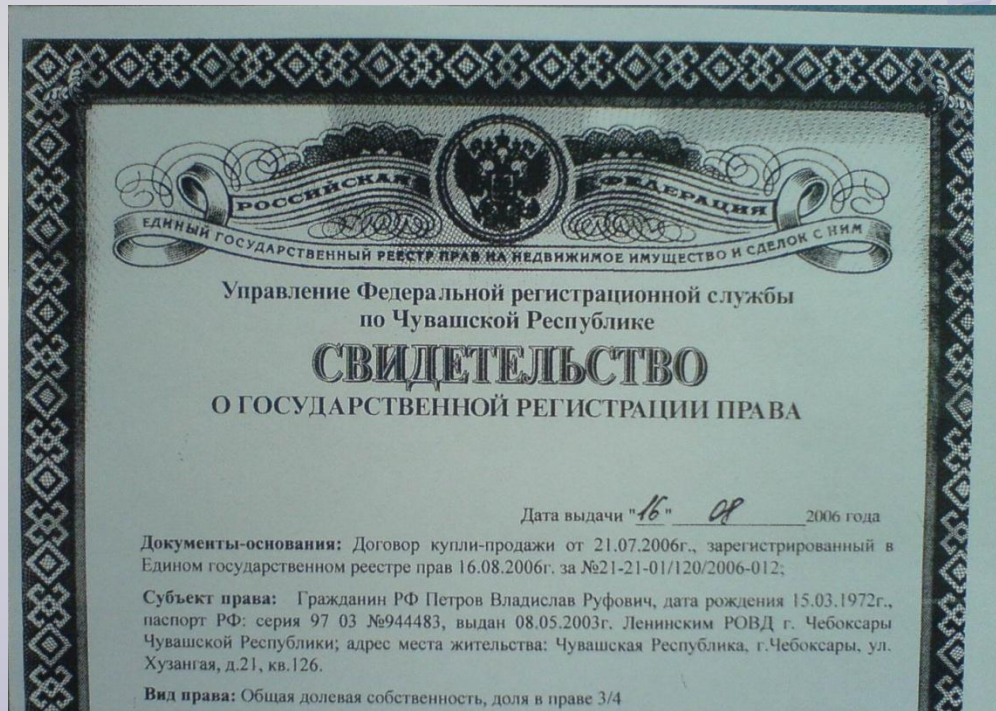 РОССИЙСКАЯ ФЕДЕРАЦИЯ
ЕДИНЫЙ ГОСУДАРСТВЕННЫЙ РЕЕСТР ПРАВ НА НЕДВИЖИМОЕ ИМУЩЕСТВО И СДЕЛОК С НИМ
Управление Федеральной регистрационной службы
по Чувашской Республике
СВИДЕТЕЛЬСТВО
О ГОСУДАРСТВЕННОЙ РЕГИСТРАЦИИ ПРАВА
Дата выдачи "16" 08 2006 года
Документы-основания: Договор купли-продажи от 21.07.2006г., зарегистрированный в
Едином государственном реестре прав 16.08.2006г. за №21-21-01/120/2006-012;
Субъект права: Гражданин РФ Петров Владислав Руфович, дата рождения 15.03.1972г.,
паспорт РФ: серия 97 03 №944483, выдан 08.05.2003г. Ленинским РОВД г. Чебоксары
Чувашской Республики; адрес места жительства: Чувашская Республика, г.Чебоксары, ул.
Хузангая, д.21, кв.126.
Вид права: Общая долевая собственность, доля в праве 3/4